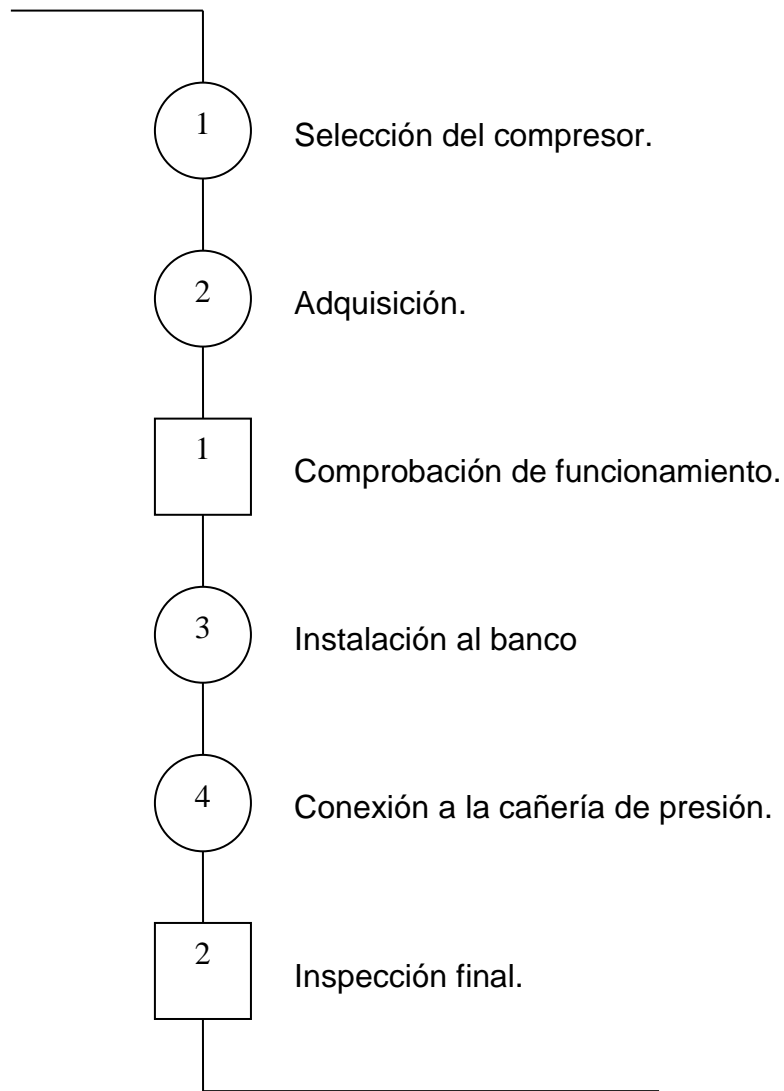 1 Selección del compresor.
2 Adquisición.
1 Comprobación de funcionamiento.
3 Instalación al banco
4 Conexión a la cañería de presión.
2 Inspección final.